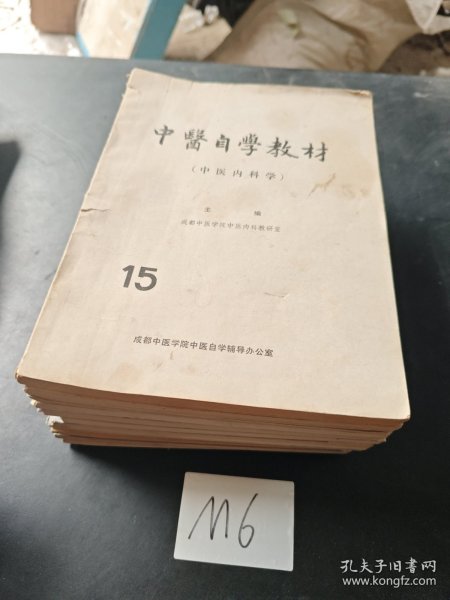 中醫自學教材
（中医内科学）
主 编
成都中医学院中医内科教研室
15
成都中医学院中医自学辅导办公室
116
孔夫子旧书网
www.kongfz.com